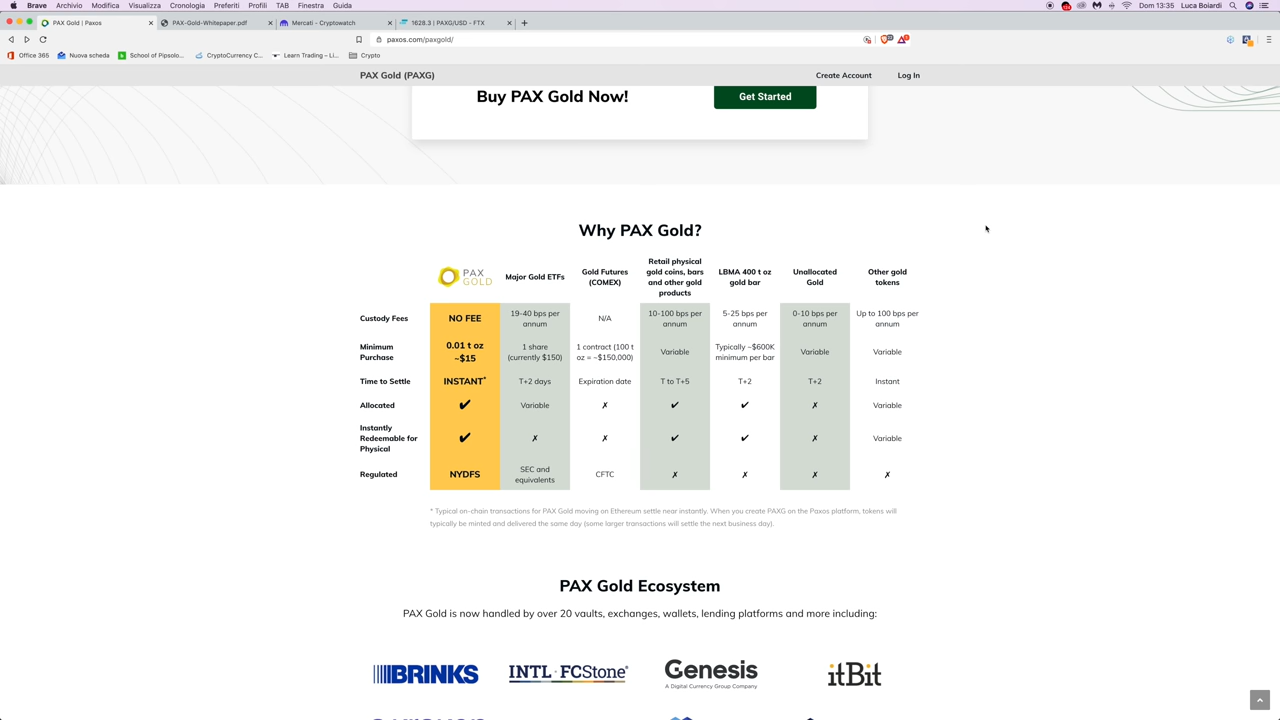 Brave Archivio Modifica Visualizza Cronologia Preferiti Profili TAB Finestra Guida Dom 13:35 Luca Boiardi
PAX Gold | Paxos PAX-Gold-Whitepaper.pdf Mercati - Cryptowatch 1628.3 | PAXG/USD - FTX
paxos.com/paxgold/
Office 365 Nuova scheda School of Pipsolo... CryptoCurrency C... Learn Trading – Li... Crypto
PAX Gold (PAXG) Create Account Log In
Buy PAX Gold Now! Get Started
Why PAX Gold?
PAX GOLD Major Gold ETFs Gold Futures (COMEX) Retail physical gold coins, bars and other gold products LBMA 400 t oz gold bar Unallocated Gold Other gold tokens
Custody Fees NO FEE 19-40 bps per annum N/A 10-100 bps per annum 5-25 bps per annum 0-10 bps per annum Up to 100 bps per annum
Minimum Purchase 0.01 t oz ~$15 1 share (currently $150) 1 contract (100 t oz = ~$150,000) Variable Typically ~$600K minimum per bar Variable Variable
Time to Settle INSTANT* T+2 days Expiration date T to T+5 T+2 T+2 Instant
Allocated ✔ Variable ✗ ✔ ✔ ✗ Variable
Instantly Redeemable for Physical ✔ ✗ ✗ ✔ ✔ ✗ Variable
Regulated NYDFS SEC and equivalents CFTC ✗ ✗ ✗ ✗
* Typical on-chain transactions for PAX Gold moving on Ethereum settle near instantly. When you create PAXG on the Paxos platform, tokens will
typically be minted and delivered the same day (some larger transactions will settle the next business day).
PAX Gold Ecosystem
PAX Gold is now handled by over 20 vaults, exchanges, wallets, lending platforms and more including:
BRINKS INTL FCStone® Genesis itBit
A Digital Currency Group Company